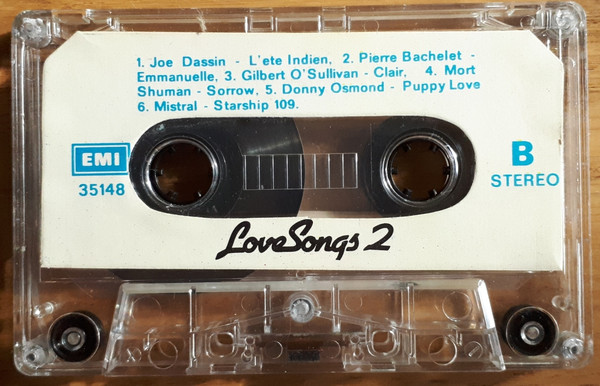 1. Joe Dassin - L'ete Indien, 2. Pierre Bachelet -
Emmanuelle, 3. Gilbert O'Sullivan - Clair, 4. Mort
Shuman - Sorrow, 5. Donny Osmond - Puppy Love
6. Mistral - Starship 109.
EMI
35148
B
STEREO
LoveSongs 2